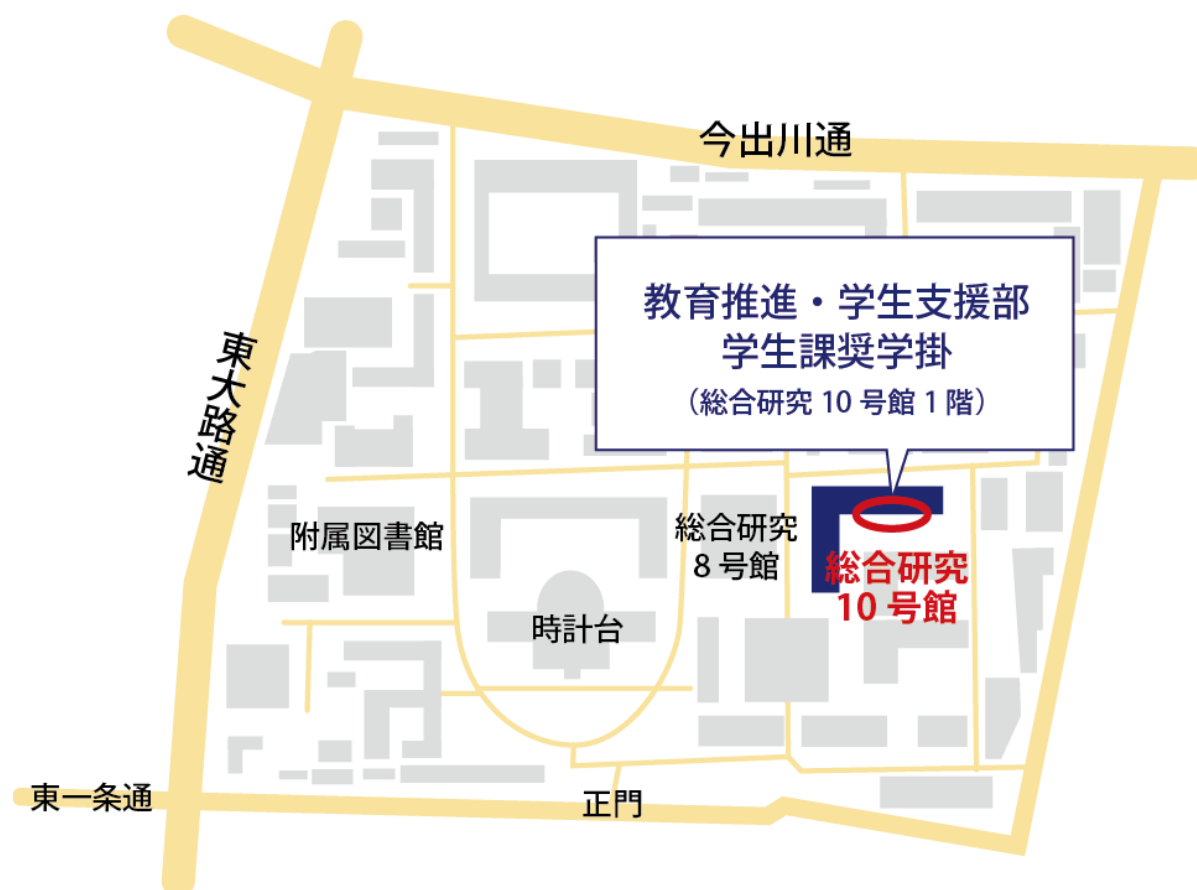 今出川通
教育推進・学生支援部
学生課奨学掛
（総合研究 10 号館 1 階）
東大路通
附属図書館
総合研究
8 号館
総合研究
10 号館
時計台
東一条通
正門